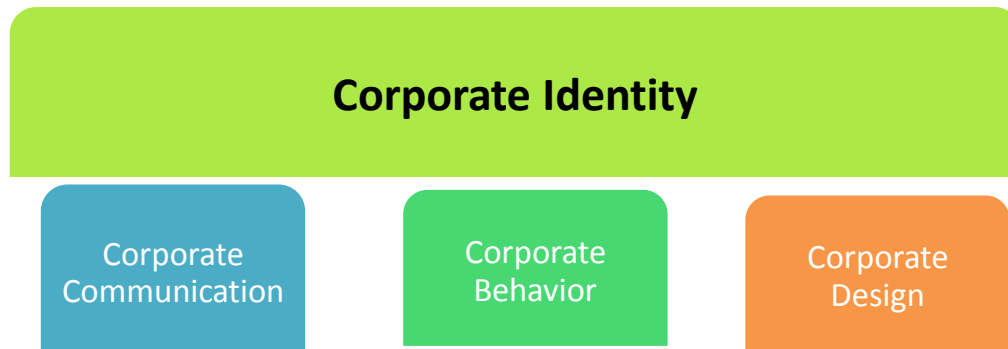 Corporate Identity
Corporate
Communication
Corporate
Behavior
Corporate
Design